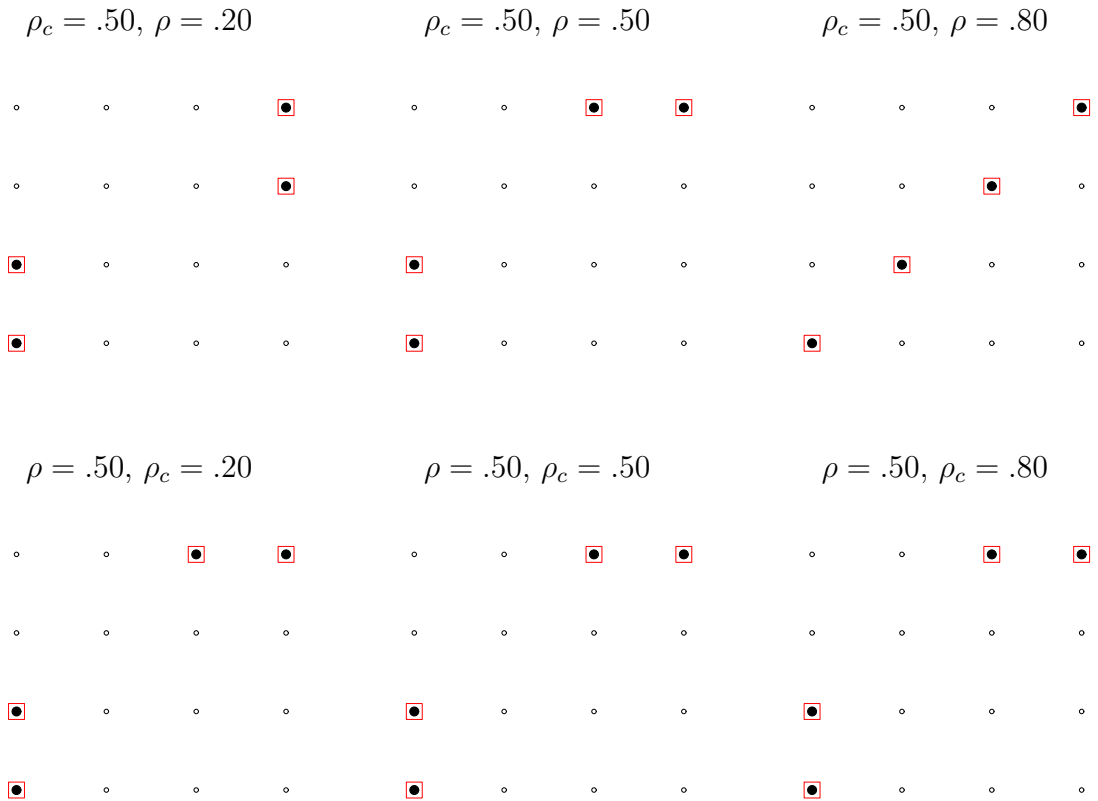 ρc = .50, ρ = .20 ρc = .50, ρ = .50 ρc = .50, ρ = .80
ρ = .50, ρc = .20 ρ = .50, ρc = .50 ρ = .50, ρc = .80